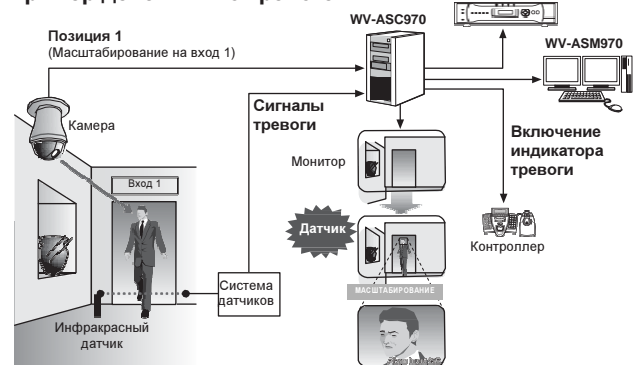 Позиция 1
(Масштабирование на вход 1)
WV-ASC970
WV-ASM970
Камера
Сигналы
тревоги
Включение
индикатора
тревоги
Монитор
Вход 1
Датчик
Контроллер
Система
датчиков
МАСШТАБИРОВАНИЕ
Инфракрасный
датчик